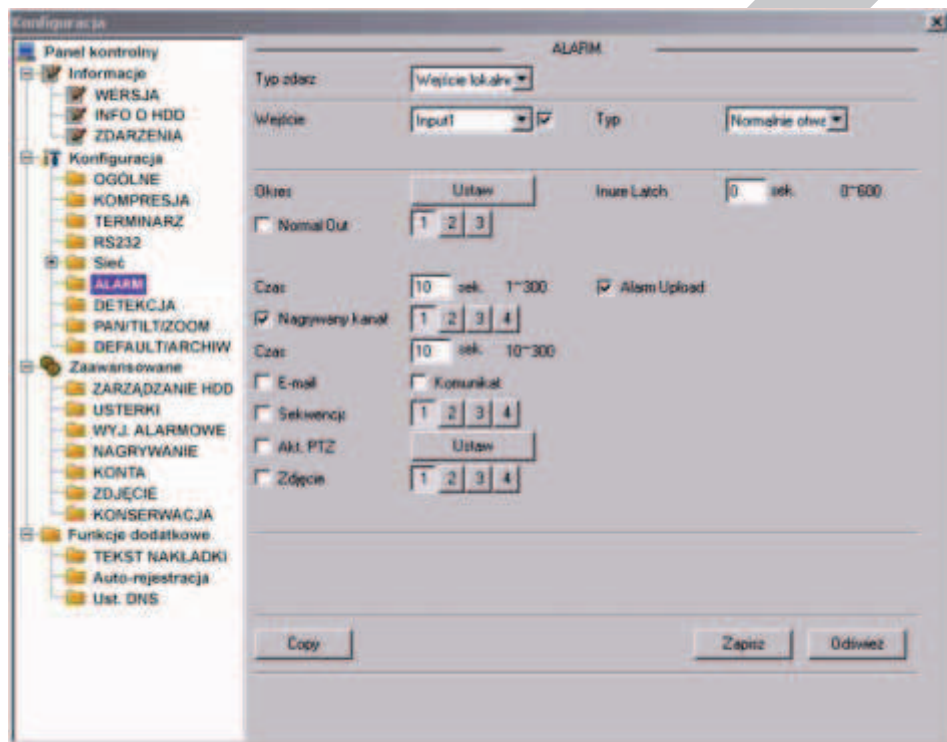 Konfiguracja
Panel kontrolny
Informacje
WERSJA
INFO O HDD
ZDARZENIA
Konfiguracja
OGÓLNE
KOMPRESJA
TERMINARZ
RS232
Sieć
ALARM
DETEKCJA
PAN/TILT/ZOOM
DEFAULT/ARCHIW
Zaawansowane
ZARZĄDZANIE HDD
USTERKI
WYJ. ALARMOWE
NAGRYWANIE
KONTA
ZDJĘCIE
KONSERWACJA
Funkcje dodatkowe
TEKST NAKŁADKI
Auto-rejestracja
Ust. DNS
ALARM
Typ zdarz Wejście lokalne
Wejście Input1 Typ Normalnie otwa
Okres Ustaw Inure Latch 0 sek. 0~600
Normal Out 1 2 3
Czas 10 sek. 1~300 Alarm Upload
Nagrywany kanał 1 2 3 4
Czas 10 sek. 10~300
E-mail Komunikat
Sekwencja 1 2 3 4
Akt. PTZ Ustaw
Zdjęcie 1 2 3 4
Copy Zapisz Odśwież